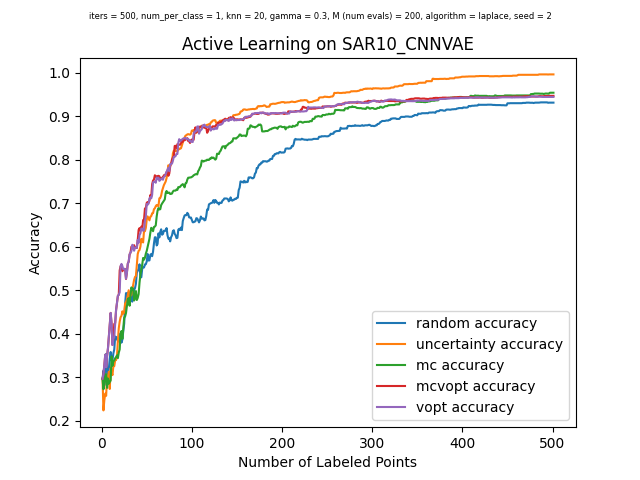 iters = 500, num_per_class = 1, knn = 20, gamma = 0.3, M (num evals) = 200, algorithm = laplace, seed = 2
Active Learning on SAR10_CNNVAE
1.0
0.9
0.8
0.7
0.6
0.5
0.4
0.3
0.2
Accuracy
random accuracy
uncertainty accuracy
mc accuracy
mcvopt accuracy
vopt accuracy
0 100 200 300 400 500
Number of Labeled Points